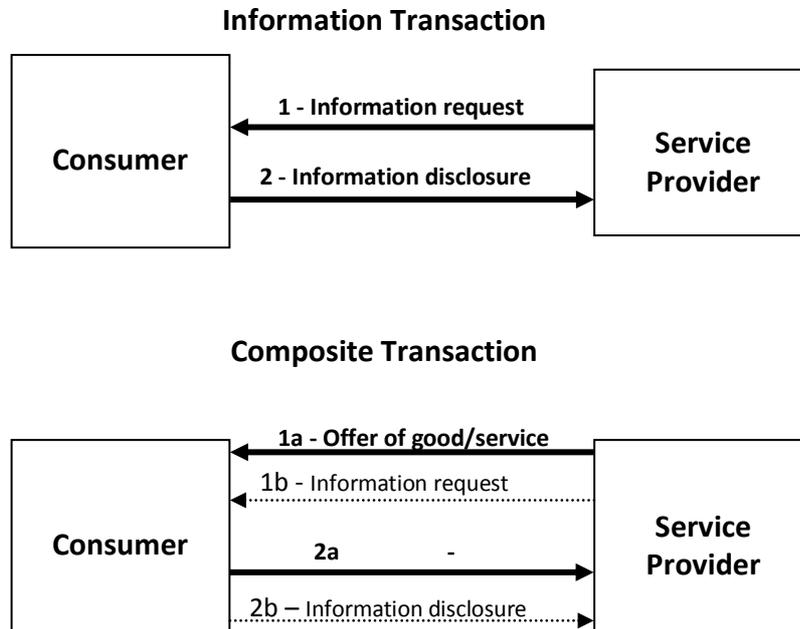 Information Transaction
1 - Information request
Consumer
Service
Provider
2 - Information disclosure
Composite Transaction
1a - Offer of good/service
1b - Information request
Consumer
Service
Provider
2a -
2b – Information disclosure